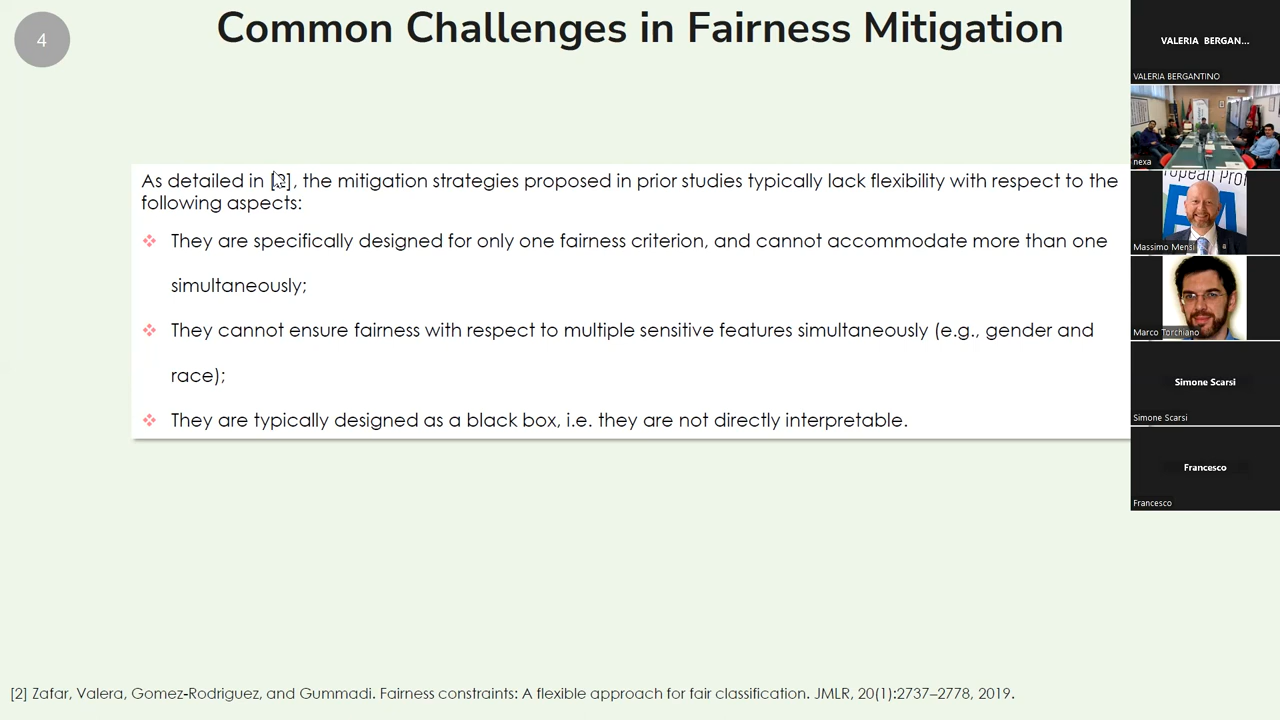 4
Common Challenges in Fairness Mitigation
As detailed in [2], the mitigation strategies proposed in prior studies typically lack flexibility with respect to the
following aspects:
They are specifically designed for only one fairness criterion, and cannot accommodate more than one
simultaneously;
They cannot ensure fairness with respect to multiple sensitive features simultaneously (e.g., gender and
race);
They are typically designed as a black box, i.e. they are not directly interpretable.
[2] Zafar, Valera, Gomez-Rodriguez, and Gummadi. Fairness constraints: A flexible approach for fair classification. JMLR, 20(1):2737–2778, 2019.
VALERIA BERGAN...
VALERIA BERGANTINO
nexa
Massimo Mensi
Marco Torchiano
Simone Scarsi
Simone Scarsi
Francesco
Francesco